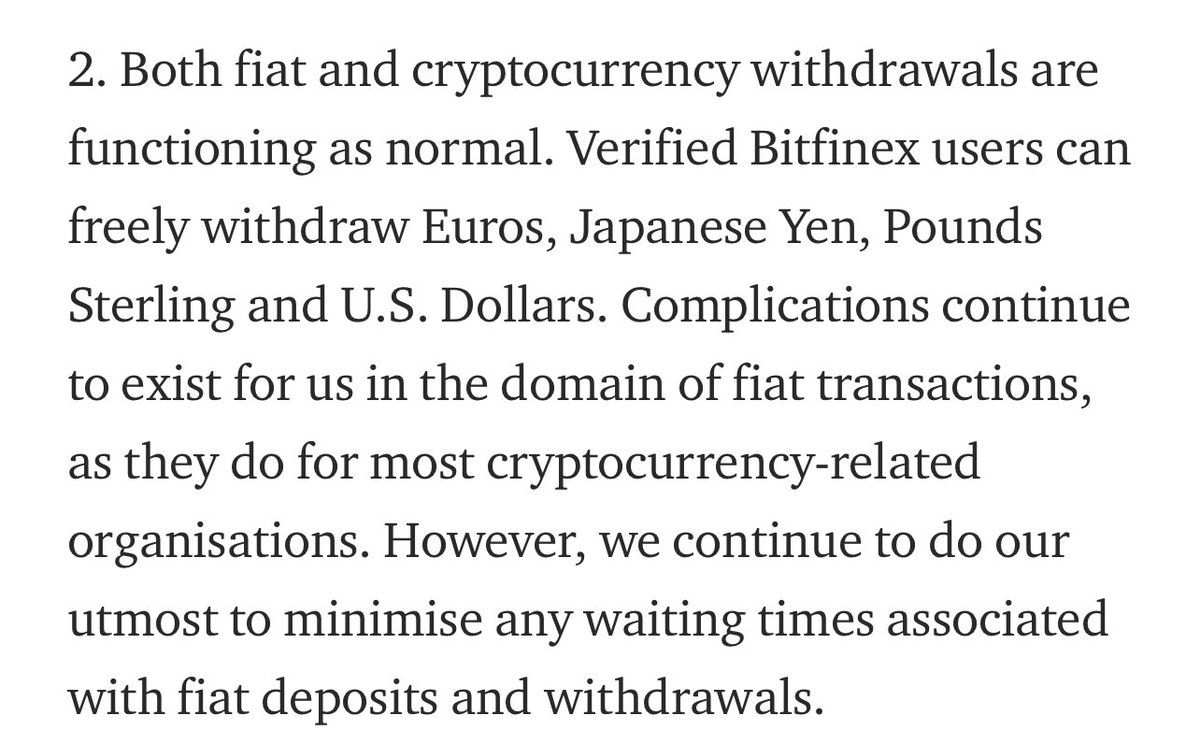 2. Both fiat and cryptocurrency withdrawals are
functioning as normal. Verified Bitfinex users can
freely withdraw Euros, Japanese Yen, Pounds
Sterling and U.S. Dollars. Complications continue
to exist for us in the domain of fiat transactions,
as they do for most cryptocurrency-related
organisations. However, we continue to do our
utmost to minimise any waiting times associated
with fiat deposits and withdrawals.